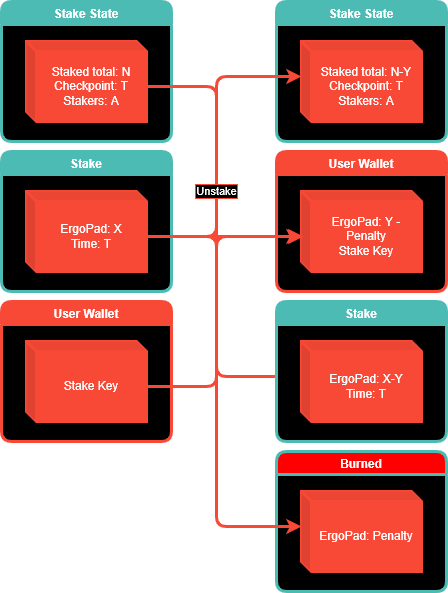 Stake State
Staked total: N
Checkpoint: T
Stakers: A
Stake
ErgoPad: X
Time: T
User Wallet
Stake Key
Unstake
Stake State
Staked total: N-Y
Checkpoint: T
Stakers: A
User Wallet
ErgoPad: Y -
Penalty
Stake Key
Stake
ErgoPad: X-Y
Time: T
Burned
ErgoPad: Penalty